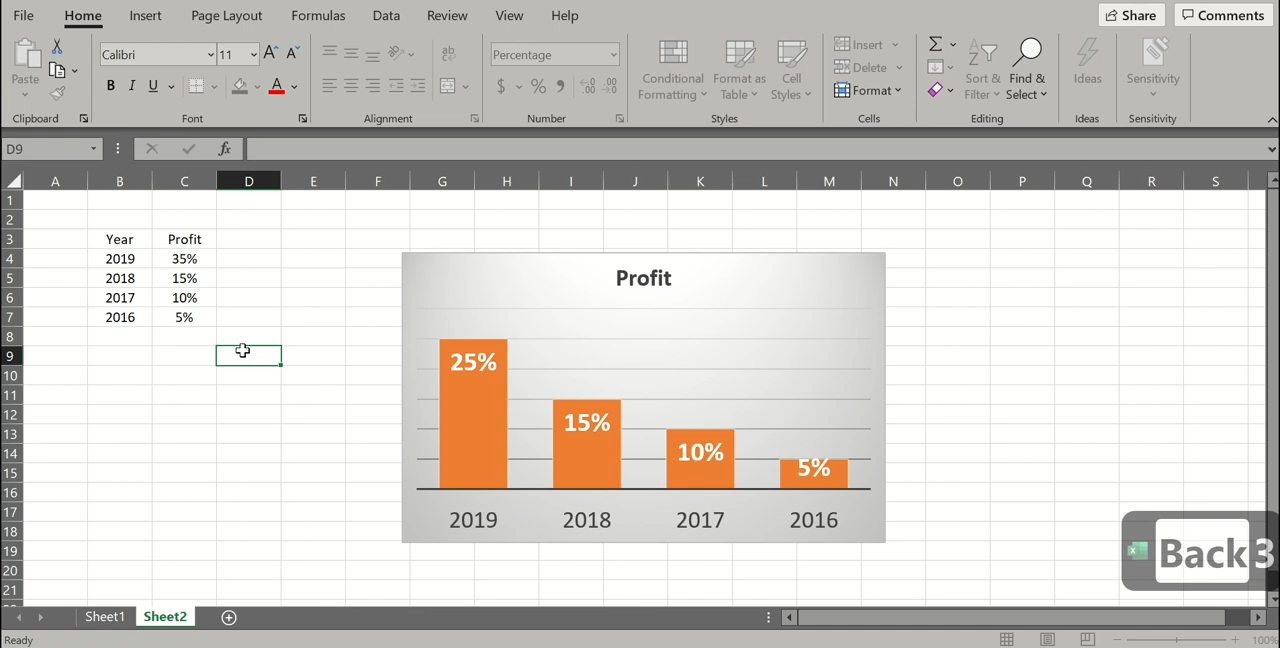 File Home Insert Page Layout Formulas Data Review View Help Share Comments
Calibri 11 A A ab Percentage Insert Σ
Paste Conditional Format as Cell Delete Sort & Find & Ideas Sensitivity
B I U A $ % Formatting Table Styles Format Filter Select
Clipboard Font Alignment Number Styles Cells Editing Ideas Sensitivity
D9 fx
A B C D E F G H I J K L M N O P Q R S
1
2
3 Year Profit
4 2019 35%
5 2018 15%
6 2017 10%
7 2016 5%
8
9
10
11
12
13
14
15
16
17
18
19
20
21
Profit
25%
15%
10%
5%
2019 2018 2017 2016
Back 3
Sheet1 Sheet2
Ready 100%